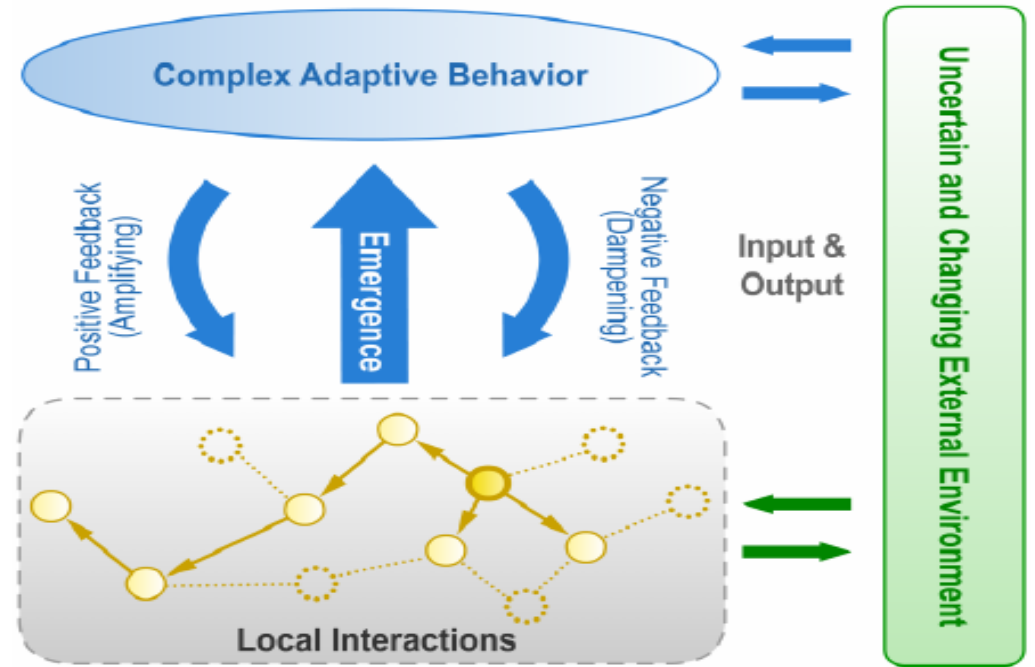 Complex Adaptive Behavior
Positive Feedback
(Amplifying)
Emergence
Negative Feedback
(Dampening)
Input &
Output
Uncertain and Changing External Environment
Local Interactions